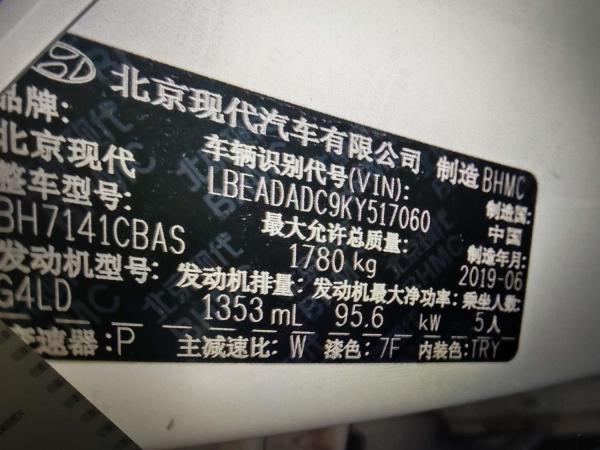 北京现代汽车有限公司 制造 BHMC
品牌: 车辆识别代号(VIN): 制造国:
北京现代 LBEADADC9KY517060 中国
整车型号: 最大允许总质量: 制造年月:
BH7141CBAS 1780 kg 2019-06
发动机型号: 发动机排量: 发动机最大净功率: 乘坐人数:
G4LD 1353 mL 95.6 kW 5人
变速器:P 主减速比:W 漆色:7F 内装色:TRY